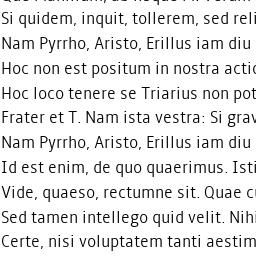 Si quidem, inquit, tollerem, sed reli
Nam Pyrrho, Aristo, Erillus iam diu
Hoc non est positum in nostra actio
Hoc loco tenere se Triarius non pot
Frater et T. Nam ista vestra: Si grav
Nam Pyrrho, Aristo, Erillus iam diu
Id est enim, de quo quaerimus. Isti
Vide, quaeso, rectumne sit. Quae cu
Sed tamen intellego quid velit. Nihi
Certe, nisi voluptatem tanti aestim